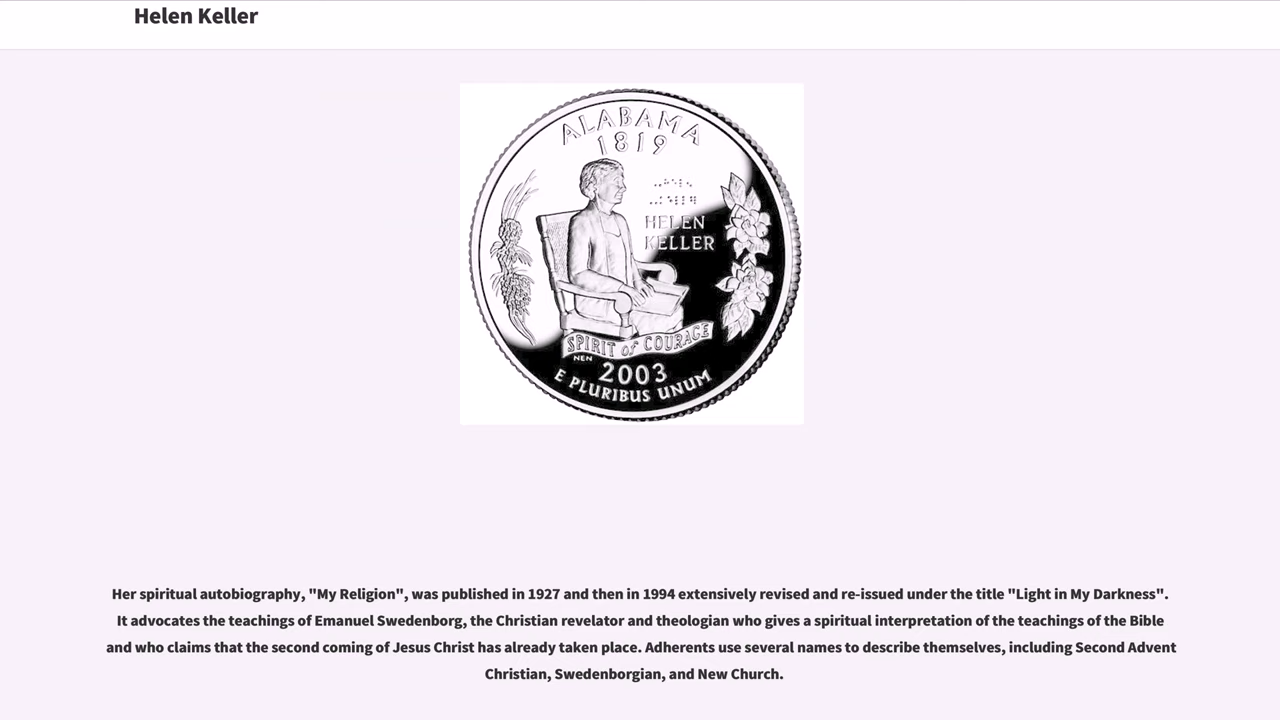 Helen Keller
ALABAMA
1819
HELEN
KELLER
SPIRIT of COURAGE
NEN
2003
E PLURIBUS UNUM
Her spiritual autobiography, "My Religion", was published in 1927 and then in 1994 extensively revised and re-issued under the title "Light in My Darkness".
It advocates the teachings of Emanuel Swedenborg, the Christian revelator and theologian who gives a spiritual interpretation of the teachings of the Bible
and who claims that the second coming of Jesus Christ has already taken place. Adherents use several names to describe themselves, including Second Advent
Christian, Swedenborgian, and New Church.